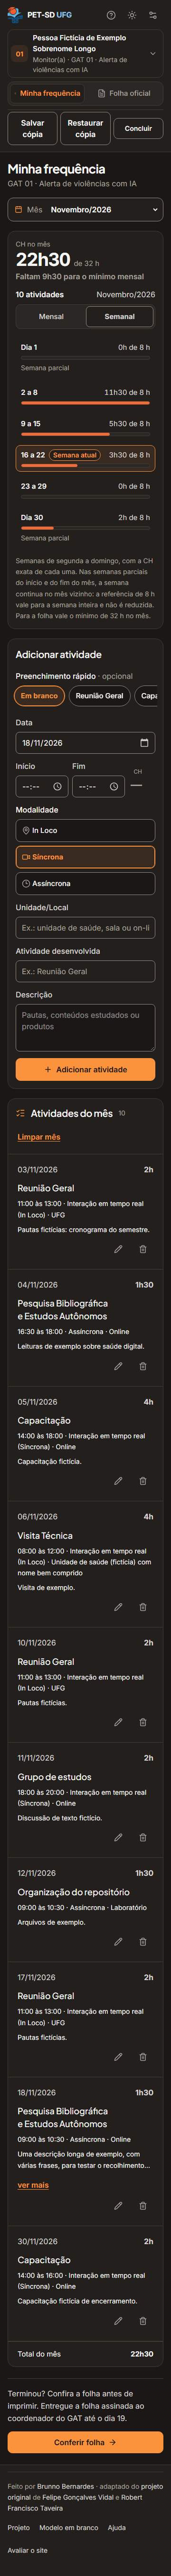 PET-SD UFG
01
Pessoa Fictícia de Exemplo
Sobrenome Longo
Monitor(a) · GAT 01 · Alerta de
violências com IA
Minha frequência
Folha oficial
Salvar
cópia
Restaurar
cópia
Concluir
Minha frequência
GAT 01 · Alerta de violências com IA
Mês Novembro/2026
CH no mês
22h30 de 32 h
Faltam 9h30 para o mínimo mensal
10 atividades Novembro/2026
Mensal Semanal
Dia 1 0h de 8 h
Semana parcial
2 a 8 11h30 de 8 h
9 a 15 5h30 de 8 h
16 a 22 Semana atual 3h30 de 8 h
23 a 29 0h de 8 h
Dia 30 2h de 8 h
Semana parcial
Semanas de segunda a domingo, com a CH
exata de cada uma. Nas semanas parciais
do início e do fim do mês, a semana
continua no mês vizinho: a referência de 8 h
vale para a semana inteira e não é reduzida.
Para a folha vale o mínimo de 32 h no mês.
Adicionar atividade
Preenchimento rápido · opcional
Em branco Reunião Geral Capa
Data
18/11/2026
Início Fim CH
--:-- --:-- —
Modalidade
In Loco
Síncrona
Assíncrona
Unidade/Local
Ex.: unidade de saúde, sala ou on-li
Atividade desenvolvida
Ex.: Reunião Geral
Descrição
Pautas, conteúdos estudados ou
produtos
+ Adicionar atividade
Atividades do mês 10
Limpar mês
03/11/2026 2h
Reunião Geral
11:00 às 13:00 · Interação em tempo real
(In Loco) · UFG
Pautas fictícias: cronograma do semestre.
04/11/2026 1h30
Pesquisa Bibliográfica
e Estudos Autônomos
16:30 às 18:00 · Assíncrona · Online
Leituras de exemplo sobre saúde digital.
05/11/2026 4h
Capacitação
14:00 às 18:00 · Interação em tempo real
(Síncrona) · Online
Capacitação fictícia.
06/11/2026 4h
Visita Técnica
08:00 às 12:00 · Interação em tempo real
(In Loco) · Unidade de saúde (fictícia) com
nome bem comprido
Visita de exemplo.
10/11/2026 2h
Reunião Geral
11:00 às 13:00 · Interação em tempo real
(In Loco) · UFG
Pautas fictícias.
11/11/2026 2h
Grupo de estudos
18:00 às 20:00 · Interação em tempo real
(Síncrona) · Online
Discussão de texto fictício.
12/11/2026 1h30
Organização do repositório
09:00 às 10:30 · Assíncrona · Laboratório
Arquivos de exemplo.
17/11/2026 2h
Reunião Geral
11:00 às 13:00 · Interação em tempo real
(In Loco) · UFG
Pautas fictícias.
18/11/2026 1h30
Pesquisa Bibliográfica
e Estudos Autônomos
09:00 às 10:30 · Assíncrona · Online
Uma descrição longa de exemplo, com
várias frases, para testar o recolhimento...
ver mais
30/11/2026 2h
Capacitação
14:00 às 16:00 · Interação em tempo real
(Síncrona) · Online
Capacitação fictícia de encerramento.
Total do mês 22h30
Terminou? Confira a folha antes de
imprimir. Entregue a folha assinada ao
coordenador do GAT até o dia 19.
Conferir folha →
Feito por Bruno Bernardes · adaptado do projeto
original de Felipe Gonçalves Vidal e Robert
Francisco Taveira
Projeto Modelo em branco Ajuda
Avaliar o site